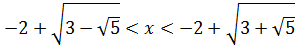 −2 + √(3 − √5) < x < −2 + √(3 + √5)